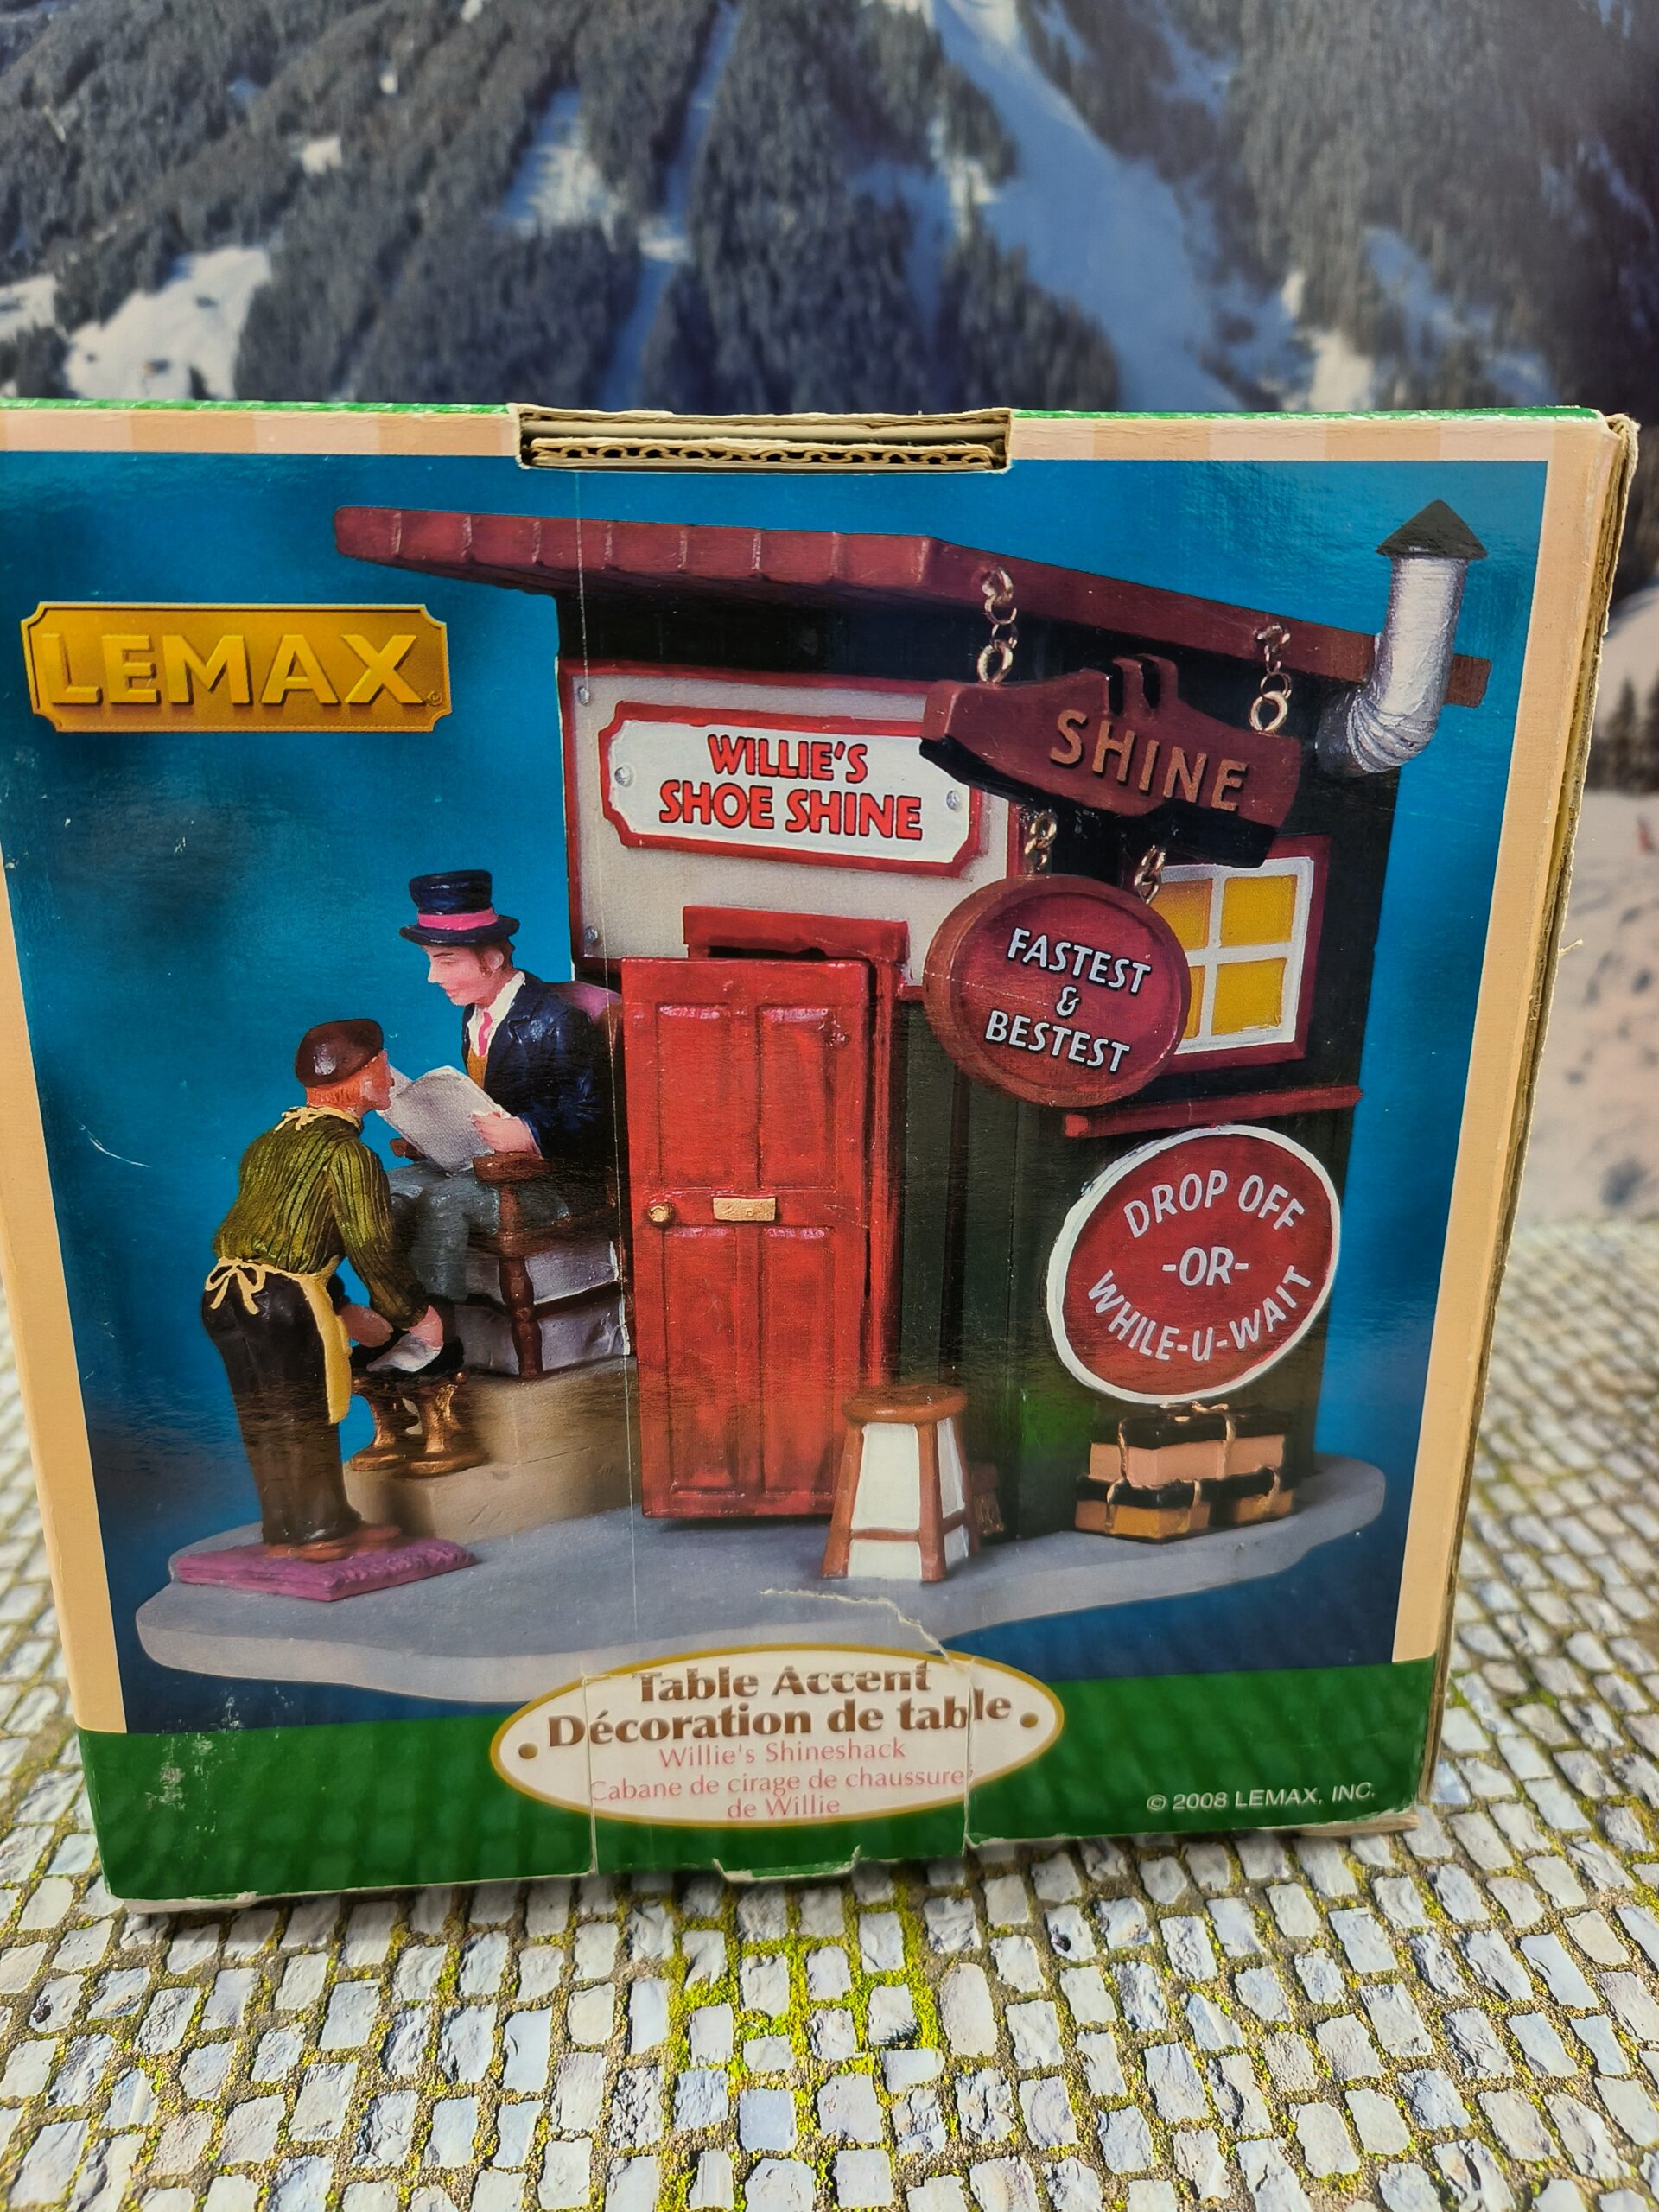 LEMAX
WILLIE'S
SHOE SHINE
SHINE
FASTEST
&
BESTEST
DROP OFF
-OR-
WHILE-U-WAIT
Table Accent
Décoration de table
Willie's Shineshack
Cabane de cirage de chaussures
de Willie
© 2008 LEMAX, INC.